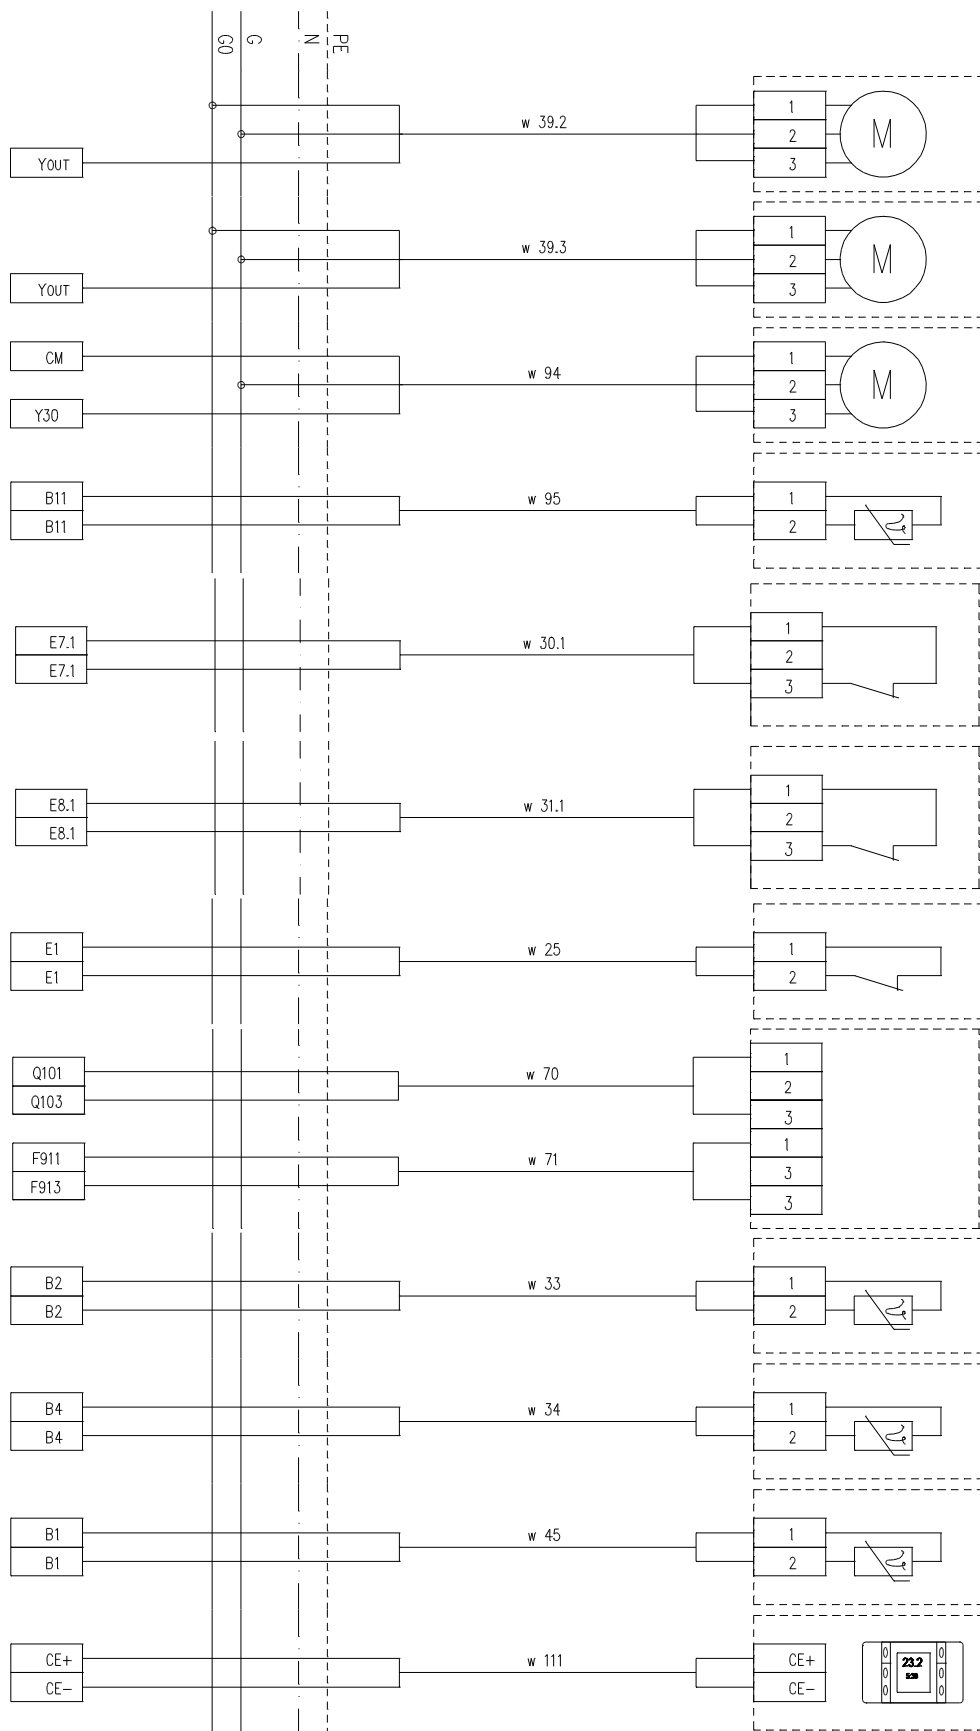 G0 G N PE
w 39.2
1
2
3
M
YOUT
w 39.3
1
2
3
M
YOUT
CM
w 94
1
2
3
M
Y30
B11
B11
w 95
1
2
E7.1
E7.1
w 30.1
1
2
3
E8.1
E8.1
w 31.1
1
2
3
E1
E1
w 25
1
2
Q101
Q103
w 70
1
2
3
F911
F913
w 71
1
3
3
B2
B2
w 33
1
2
B4
B4
w 34
1
2
B1
B1
w 45
1
2
CE+
CE-
w 111
CE+
CE-
23.2